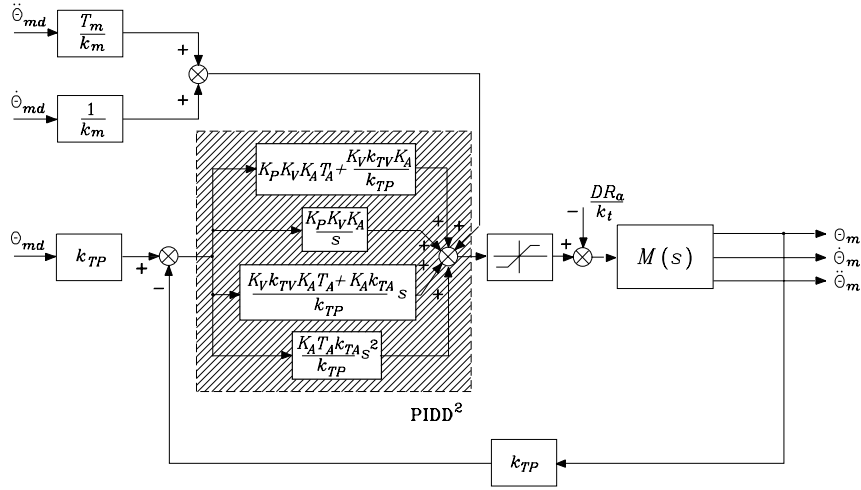 Θ̈md
Tm
km
+
Θ̇md
1
km
+
KPKVKATA + KVkTVKA
kTP
KPKVKA
s
KVkTVKATA + KAkTA s
kTP
KATAkTA s²
kTP
+
+
+
+
+
PIDD²
Θmd
kTP
+
−
−
DRa
kt
+
M(s)
Θm
Θ̇m
Θ̈m
kTP